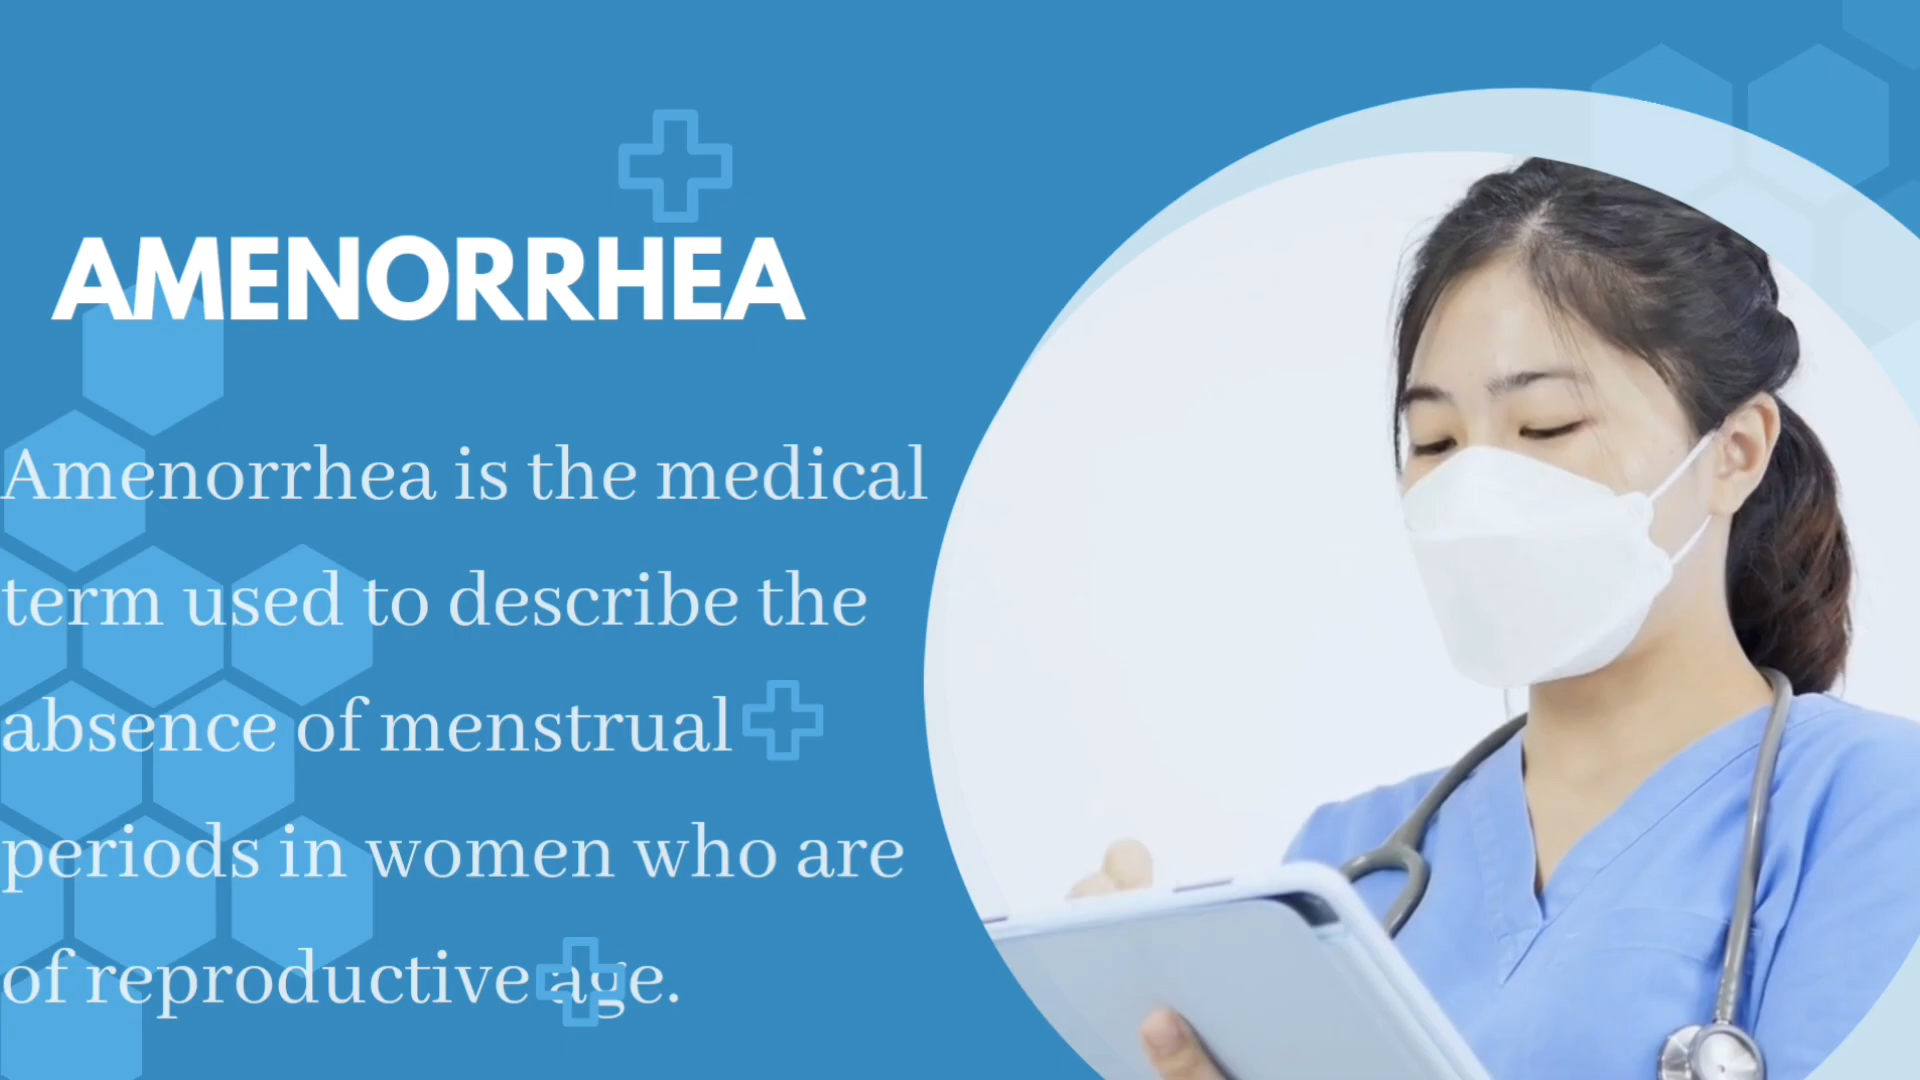 AMENORRHEA
Amenorrhea is the medical
term used to describe the
absence of menstrual
periods in women who are
of reproductive age.